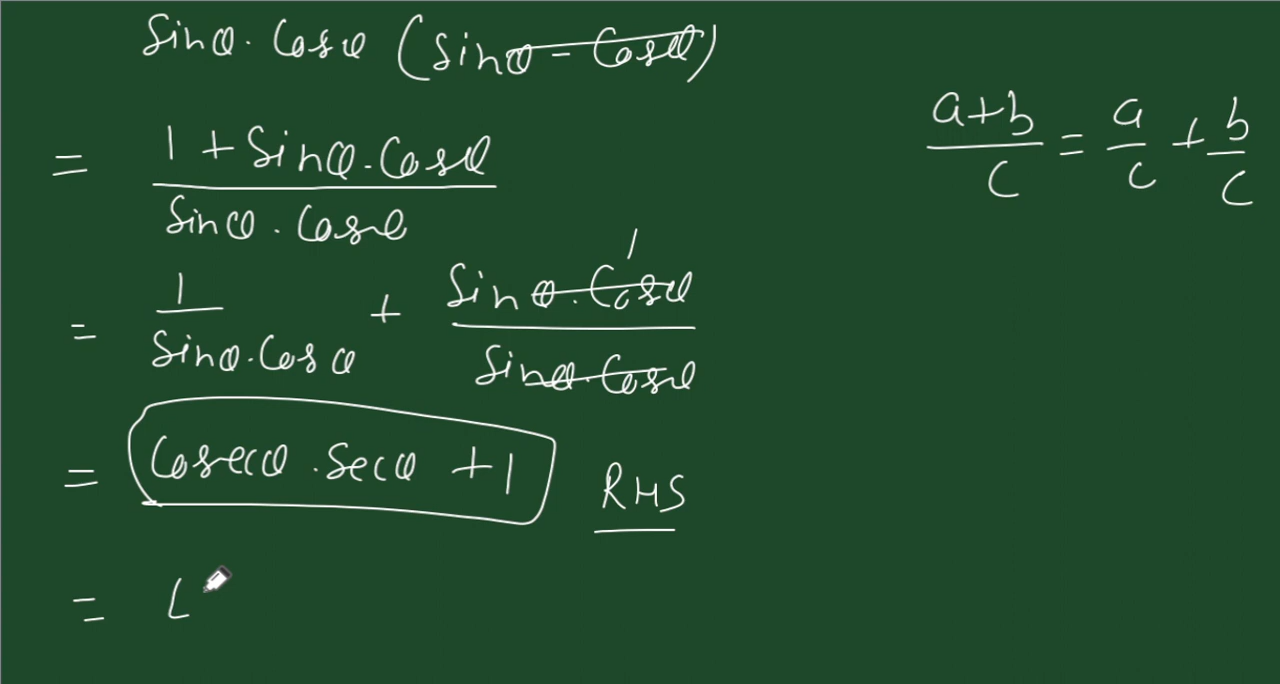 Sinθ. Cosθ (Sinθ - Cosθ)
= 1 + Sinθ.Cosθ / Sinθ . Cosθ
a+b / c = a / c + b / c
= 1 / Sinθ.Cosθ + Sinθ.Cosθ / Sinθ.Cosθ 1
= Cosecθ . Secθ + 1 RHS
= L